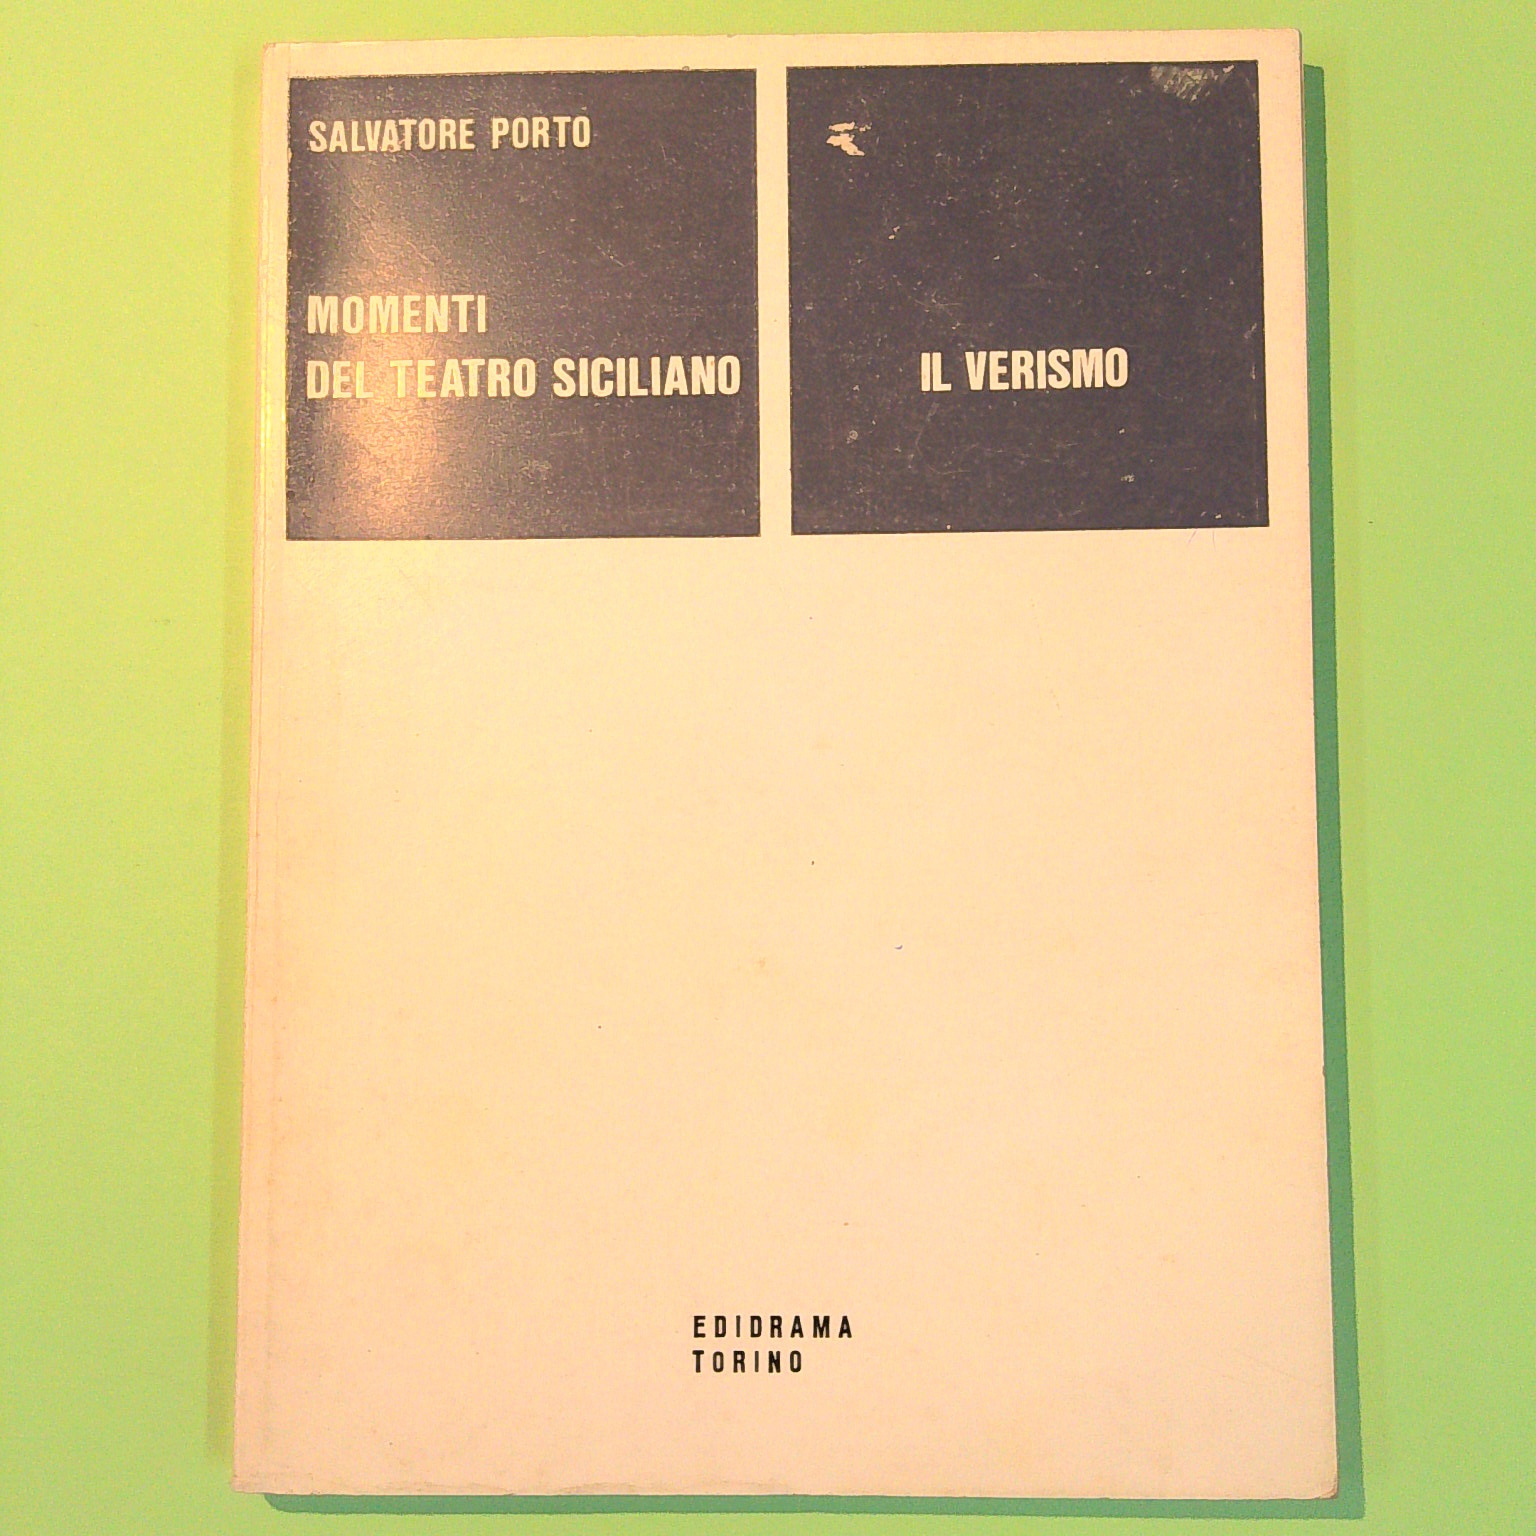 SALVATORE PORTO
MOMENTI
DEL TEATRO SICILIANO
IL VERISMO
EDIDRAMA
TORINO